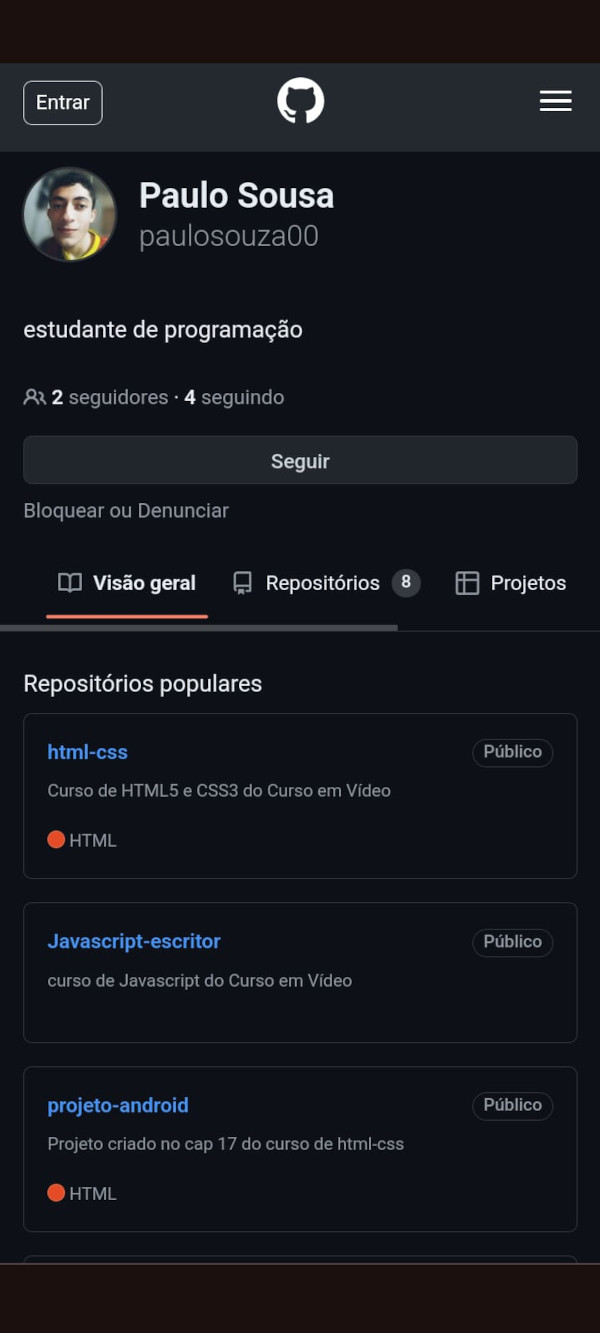 Entrar
Paulo Sousa
paulosouza00
estudante de programação
2 seguidores · 4 seguindo
Seguir
Bloquear ou Denunciar
Visão geral Repositórios 8 Projetos
Repositórios populares
html-css Público
Curso de HTML5 e CSS3 do Curso em Vídeo
HTML
Javascript-escritor Público
curso de Javascript do Curso em Vídeo
projeto-android Público
Projeto criado no cap 17 do curso de html-css
HTML